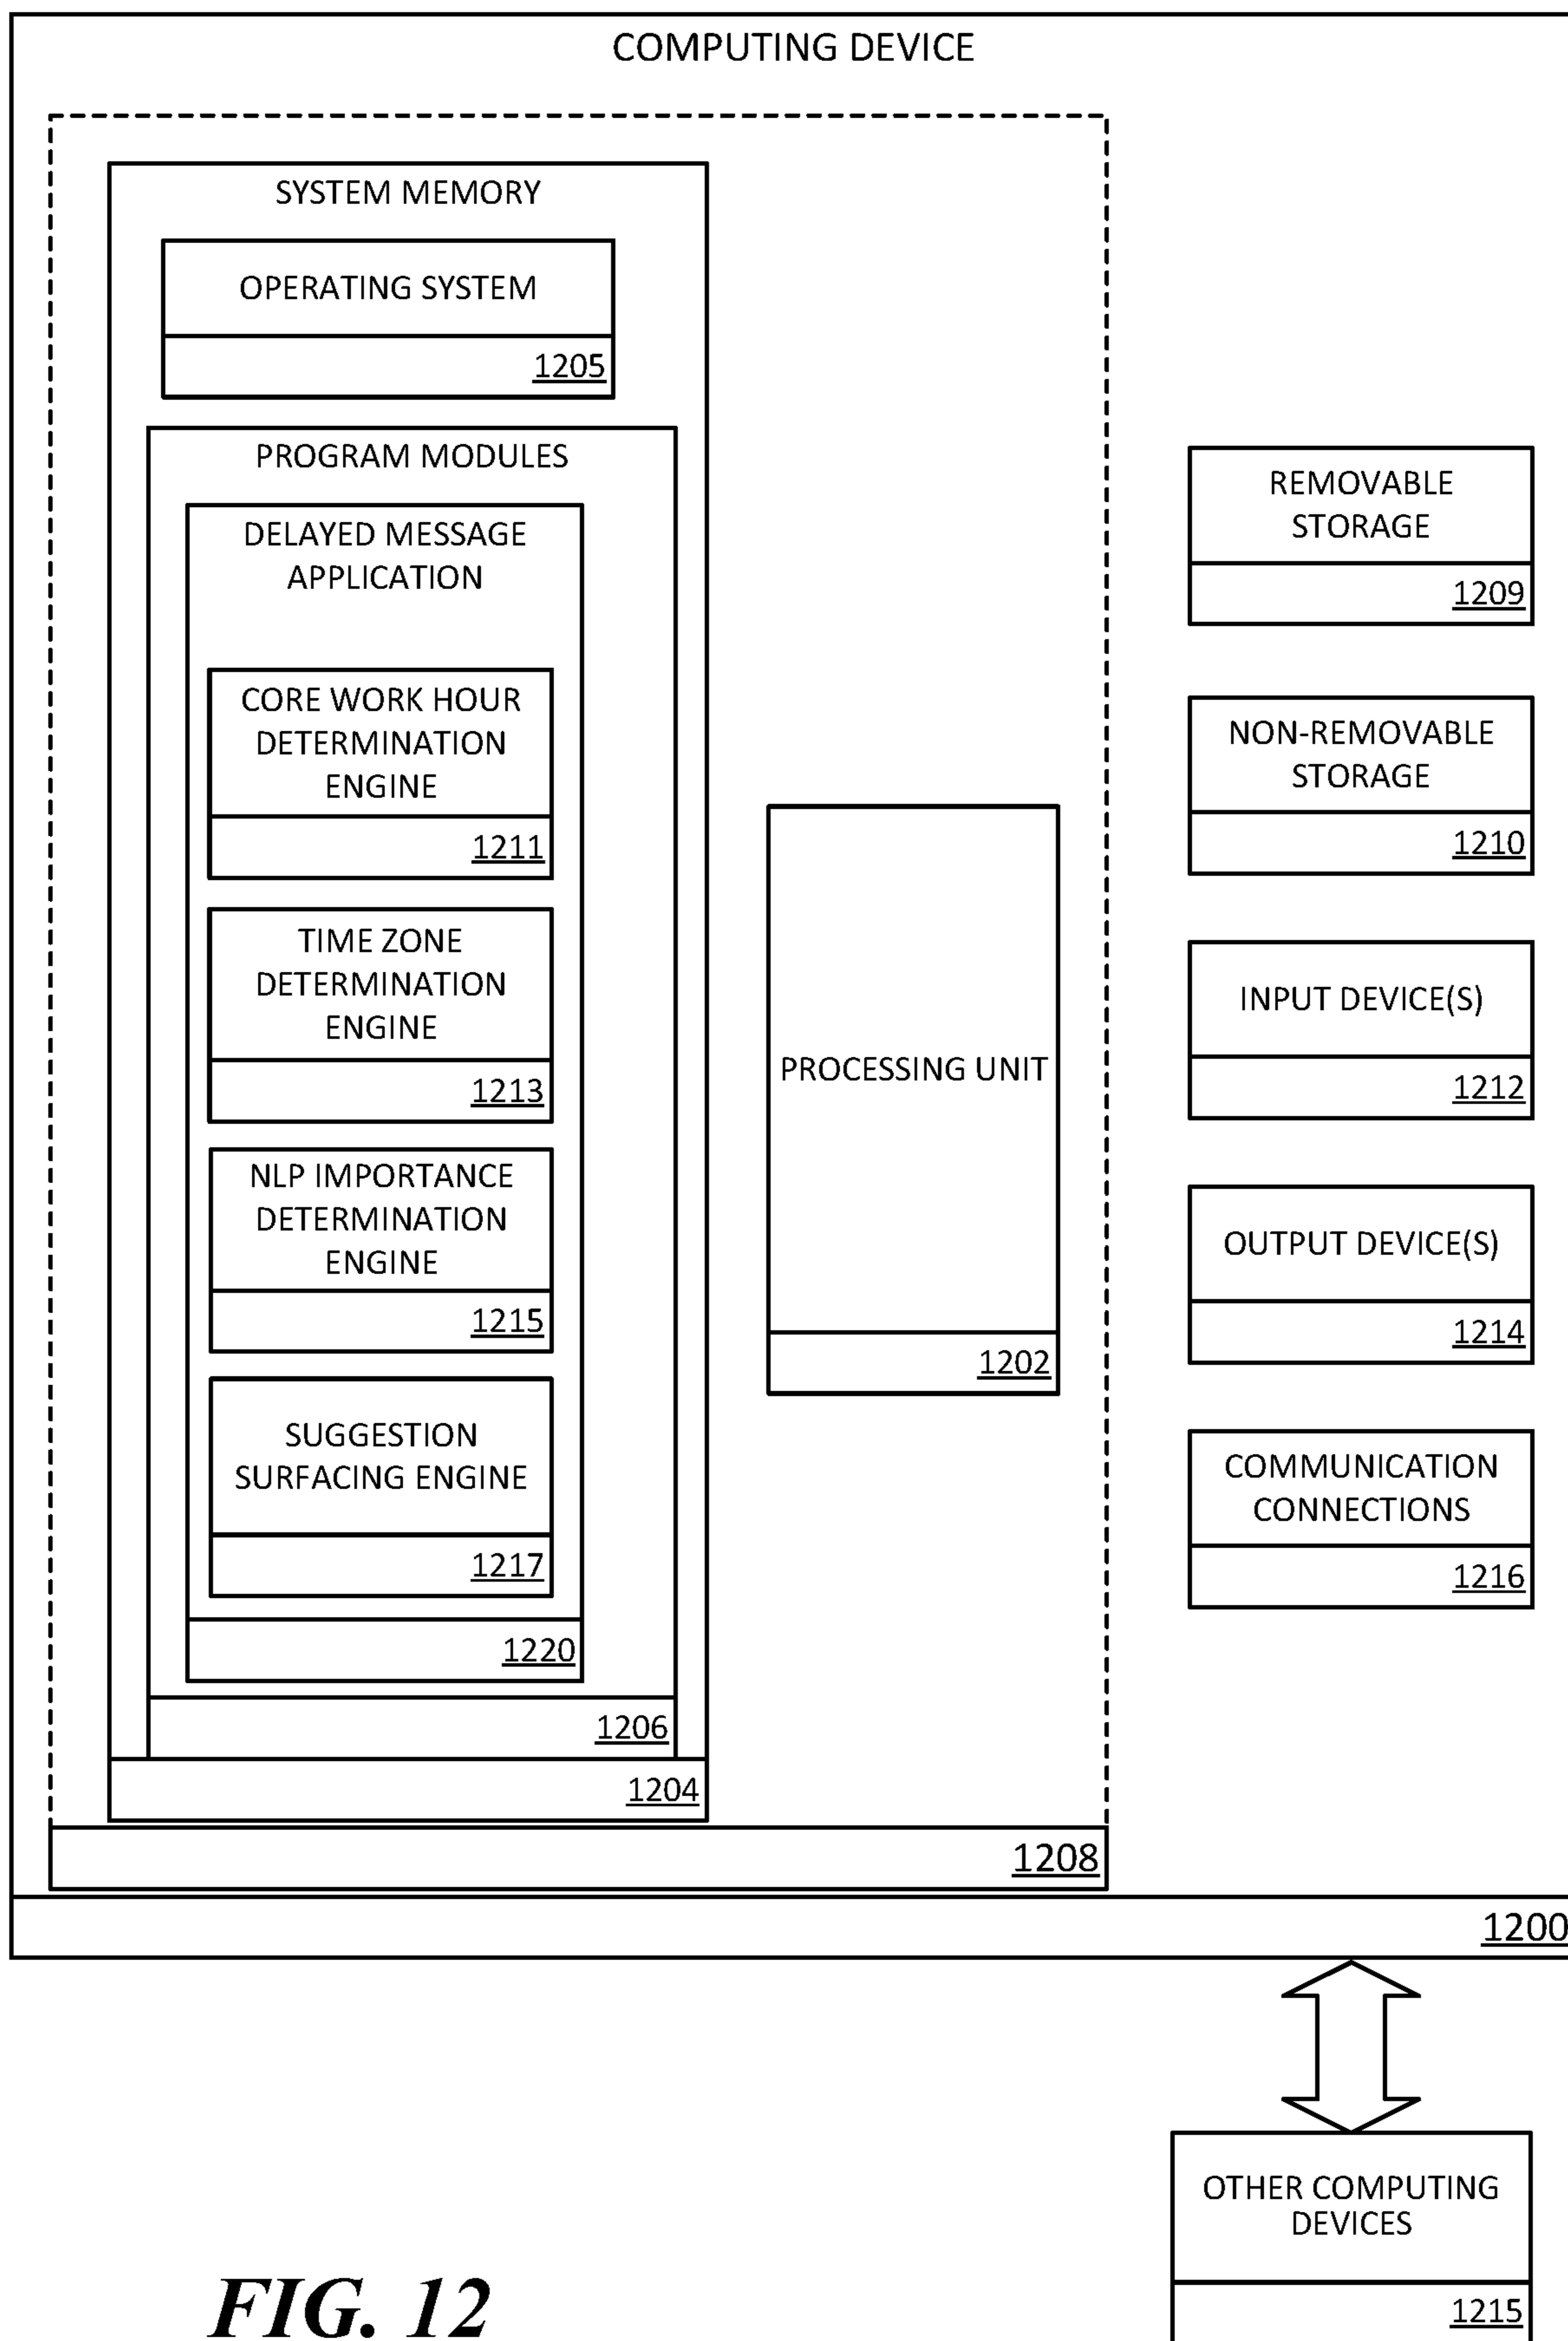 COMPUTING DEVICE
SYSTEM MEMORY
OPERATING SYSTEM
1205
PROGRAM MODULES
DELAYED MESSAGE
APPLICATION
CORE WORK HOUR
DETERMINATION
ENGINE
1211
TIME ZONE
DETERMINATION
ENGINE
1213
NLP IMPORTANCE
DETERMINATION
ENGINE
1215
SUGGESTION
SURFACING ENGINE
1217
1220
1206
1204
PROCESSING UNIT
1202
1208
REMOVABLE
STORAGE
1209
NON-REMOVABLE
STORAGE
1210
INPUT DEVICE(S)
1212
OUTPUT DEVICE(S)
1214
COMMUNICATION
CONNECTIONS
1216
1200
OTHER COMPUTING
DEVICES
1215
FIG. 12